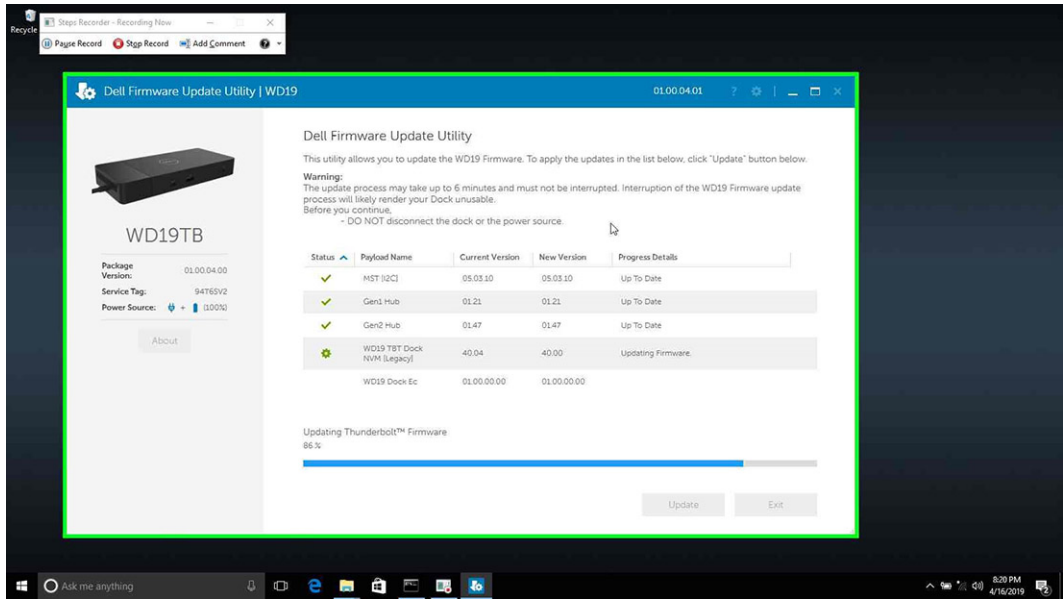 Recycle
Steps Recorder - Recording Now
Pause Record Stop Record Add Comment
Dell Firmware Update Utility | WD19 01.00.04.01 ?
Dell Firmware Update Utility
This utility allows you to update the WD19 Firmware. To apply the updates in the list below, click "Update" button below.
Warning:
The update process may take up to 6 minutes and must not be interrupted. Interruption of the WD19 Firmware update
process will likely render your Dock unusable.
Before you continue,
- DO NOT disconnect the dock or the power source.
WD19TB
Package
Version: 01.00.04.00
Service Tag: 94T6SV2
Power Source: + (100%)
About
Status Payload Name Current Version New Version Progress Details
MST [I2C] 05.03.10 05.03.10 Up To Date
Gen1 Hub 01.21 01.21 Up To Date
Gen2 Hub 01.47 01.47 Up To Date
WD19 TBT Dock
NVM [Legacy] 40.04 40.00 Updating Firmware.
WD19 Dock Ec 01.00.00.00 01.00.00.00
Updating Thunderbolt™ Firmware
86 %
Update Exit
Ask me anything
8:20 PM
4/16/2019
2